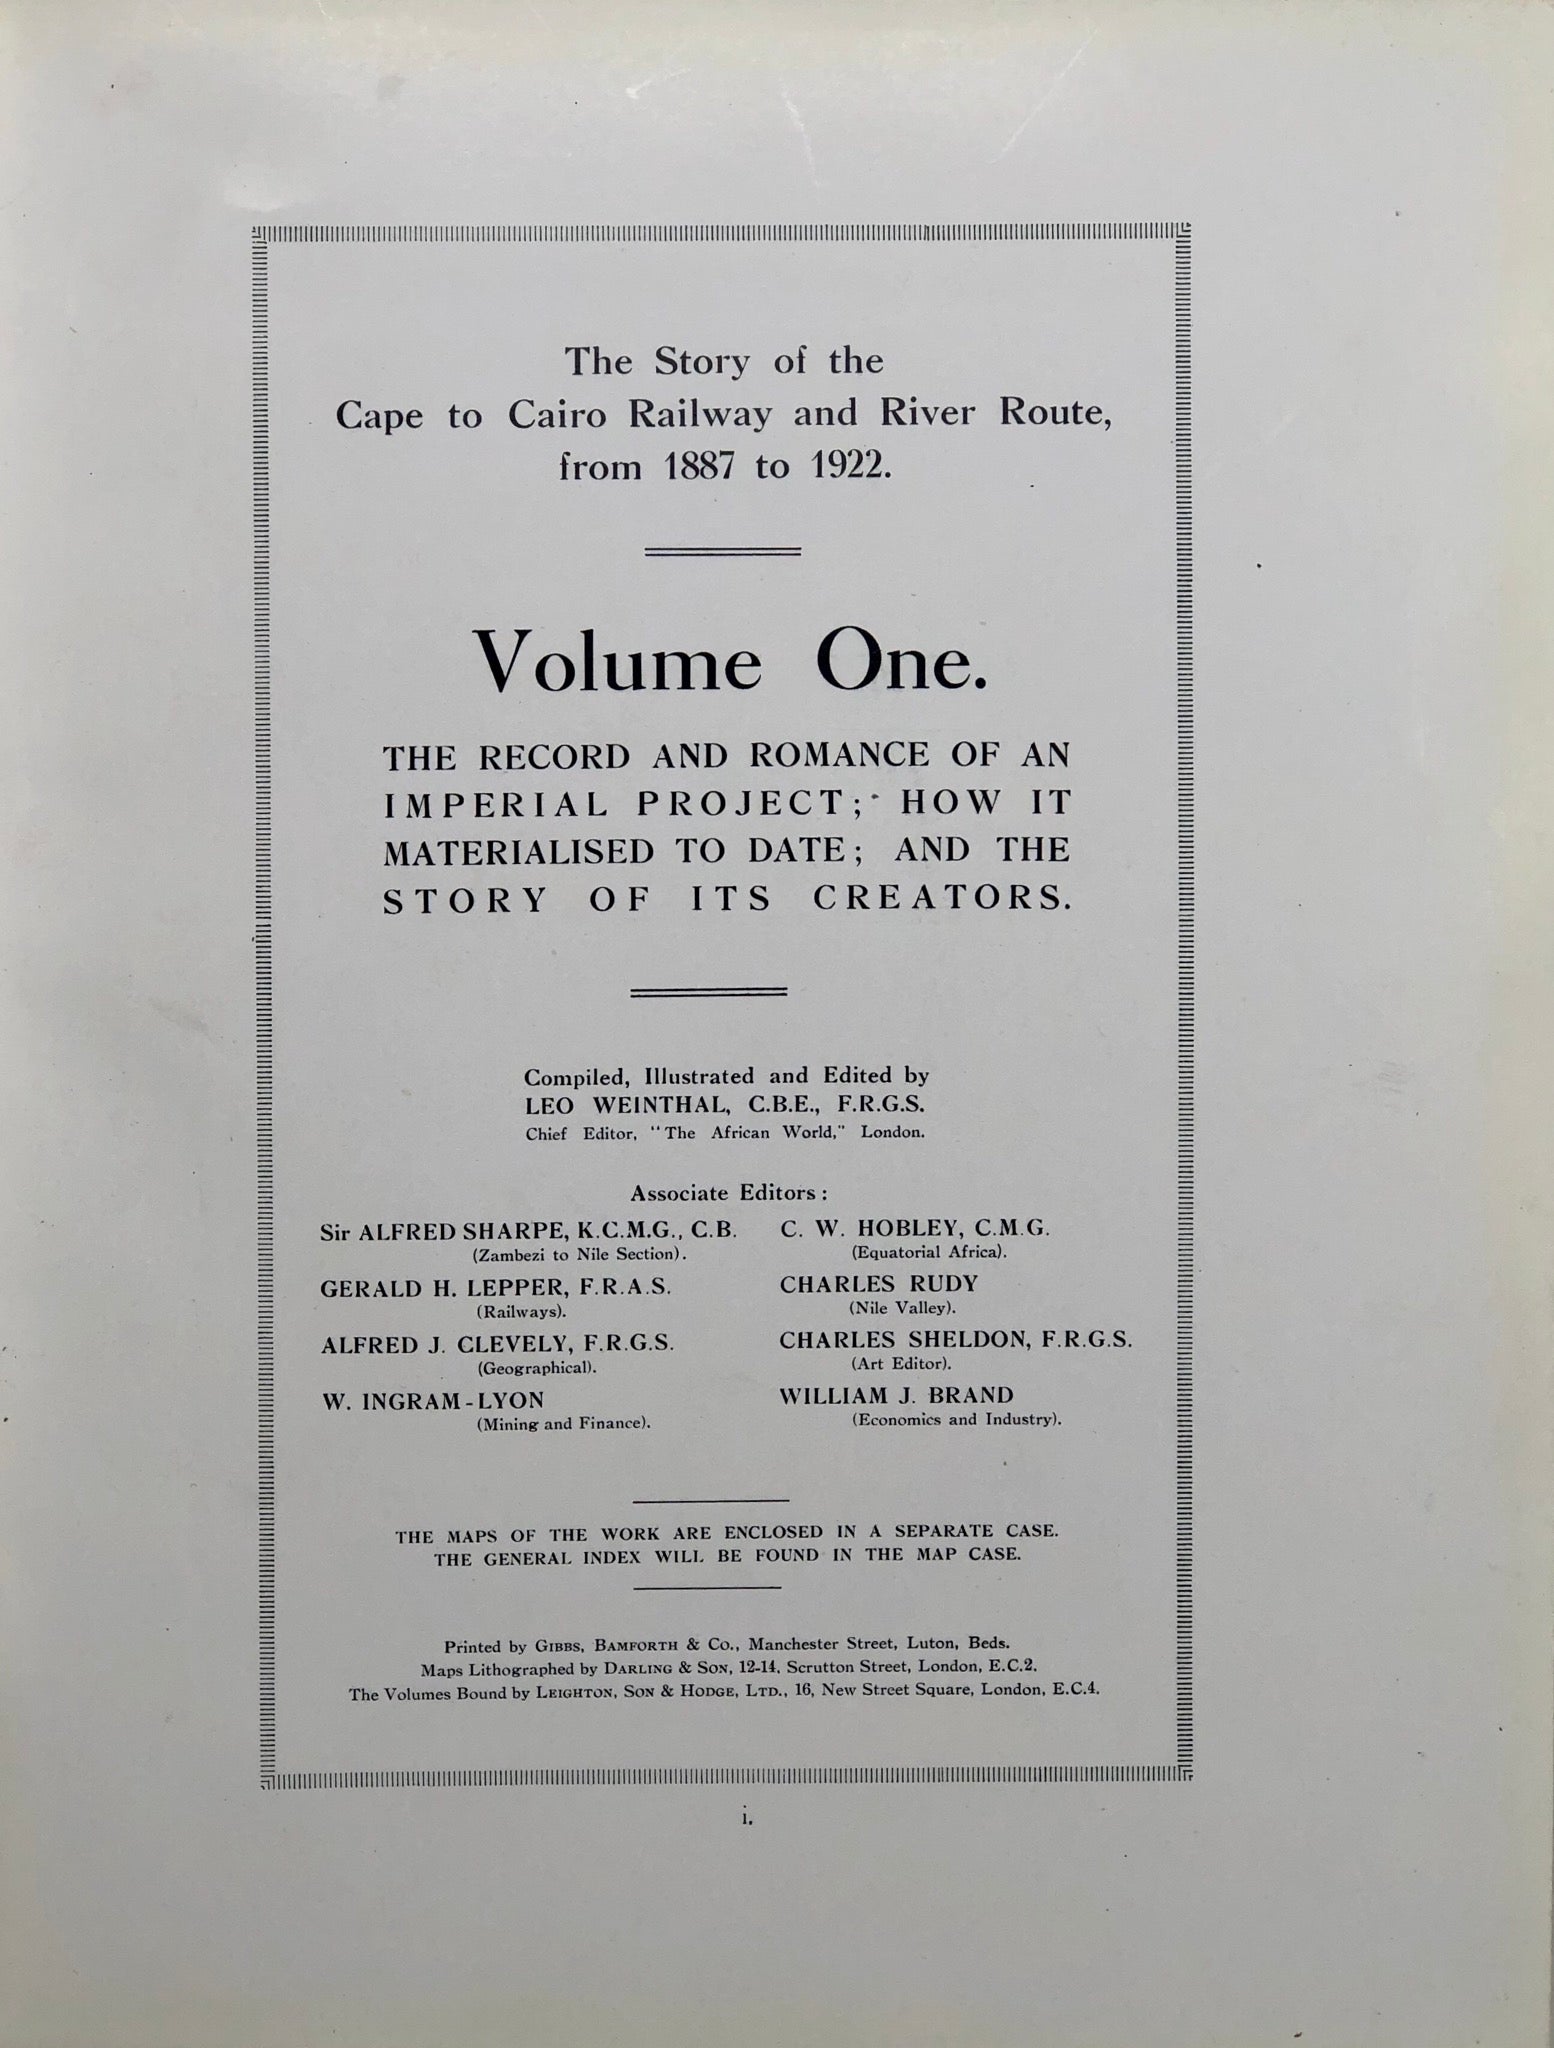 The Story of the
Cape to Cairo Railway and River Route,
from 1887 to 1922.
Volume One.
THE RECORD AND ROMANCE OF AN
IMPERIAL PROJECT; HOW IT
MATERIALISED TO DATE; AND THE
STORY OF ITS CREATORS.
Compiled, Illustrated and Edited by
LEO WEINTHAL, C.B.E., F.R.G.S.
Chief Editor, "The African World," London.
Associate Editors:
Sir ALFRED SHARPE, K.C.M.G., C.B.
(Zambezi to Nile Section).
GERALD H. LEPPER, F.R.A.S.
(Railways).
ALFRED J. CLEVELY, F.R.G.S.
(Geographical).
W. INGRAM-LYON
(Mining and Finance).
C. W. HOBLEY, C.M.G.
(Equatorial Africa).
CHARLES RUDY
(Nile Valley).
CHARLES SHELDON, F.R.G.S.
(Art Editor).
WILLIAM J. BRAND
(Economics and Industry).
THE MAPS OF THE WORK ARE ENCLOSED IN A SEPARATE CASE.
THE GENERAL INDEX WILL BE FOUND IN THE MAP CASE.
Printed by GIBBS, BAMFORTH & Co., Manchester Street, Luton, Beds.
Maps Lithographed by DARLING & SON, 12-14, Scrutton Street, London, E.C.2.
The Volumes Bound by LEIGHTON, SON & HODGE, LTD., 16, New Street Square, London, E.C.4.
i.